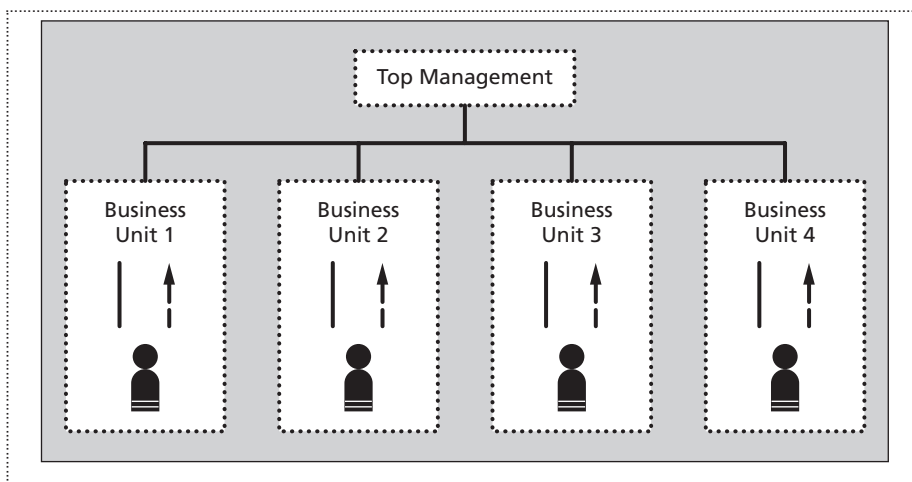 Top Management
Business
Unit 1
Business
Unit 2
Business
Unit 3
Business
Unit 4